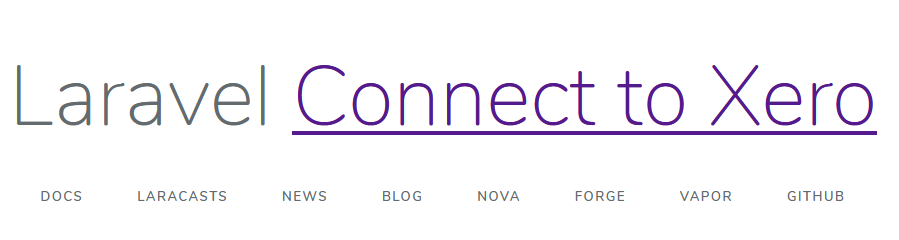 Laravel Connect to Xero
DOCS LARACASTS NEWS BLOG NOVA FORGE VAPOR GITHUB